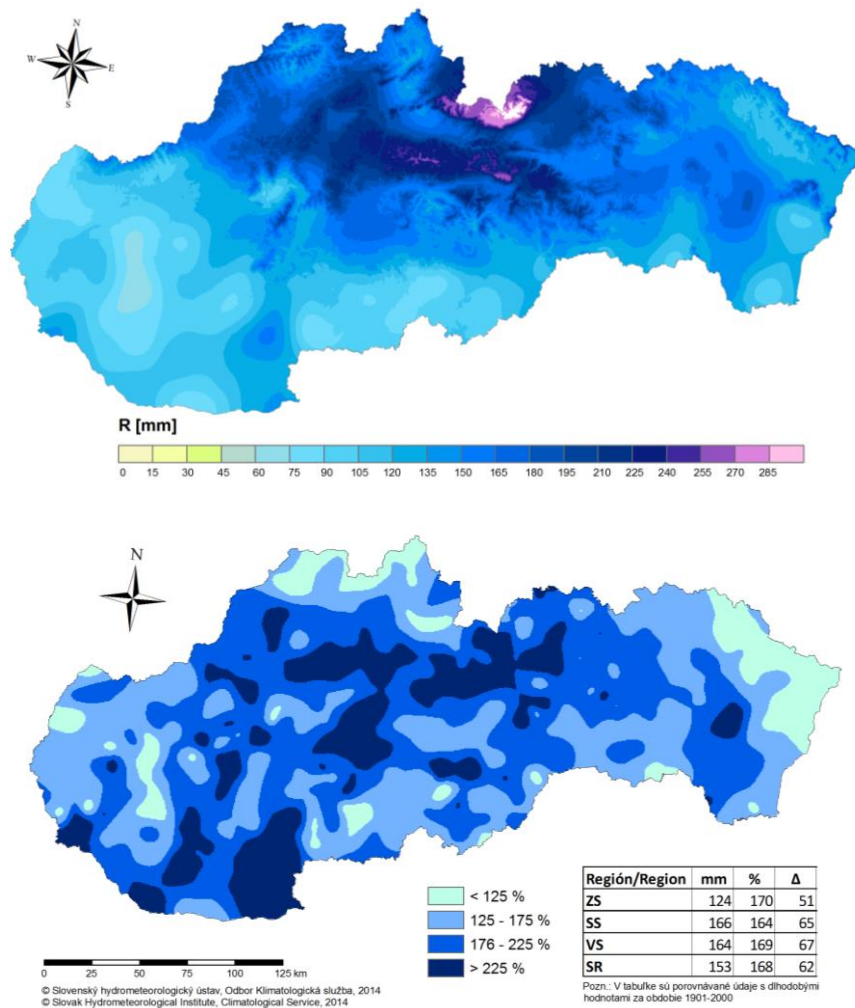 N
W
E
S
R [mm]
0 15 30 45 60 75 90 105 120 135 150 165 180 195 210 225 240 255 270 285
N
< 125 %
125 - 175 %
176 - 225 %
> 225 %
Región/Region mm % Δ
ZS 124 170 51
SS 166 164 65
VS 164 169 67
SR 153 168 62
Pozn.: V tabuľke sú porovnávané údaje s dlhodobými
hodnotami za obdobie 1901-2000
0 25 50 75 100 125 km
© Slovenský hydrometeorologický ústav, Odbor Klimatologická služba, 2014
© Slovak Hydrometeorological Institute, Climatological Service, 2014